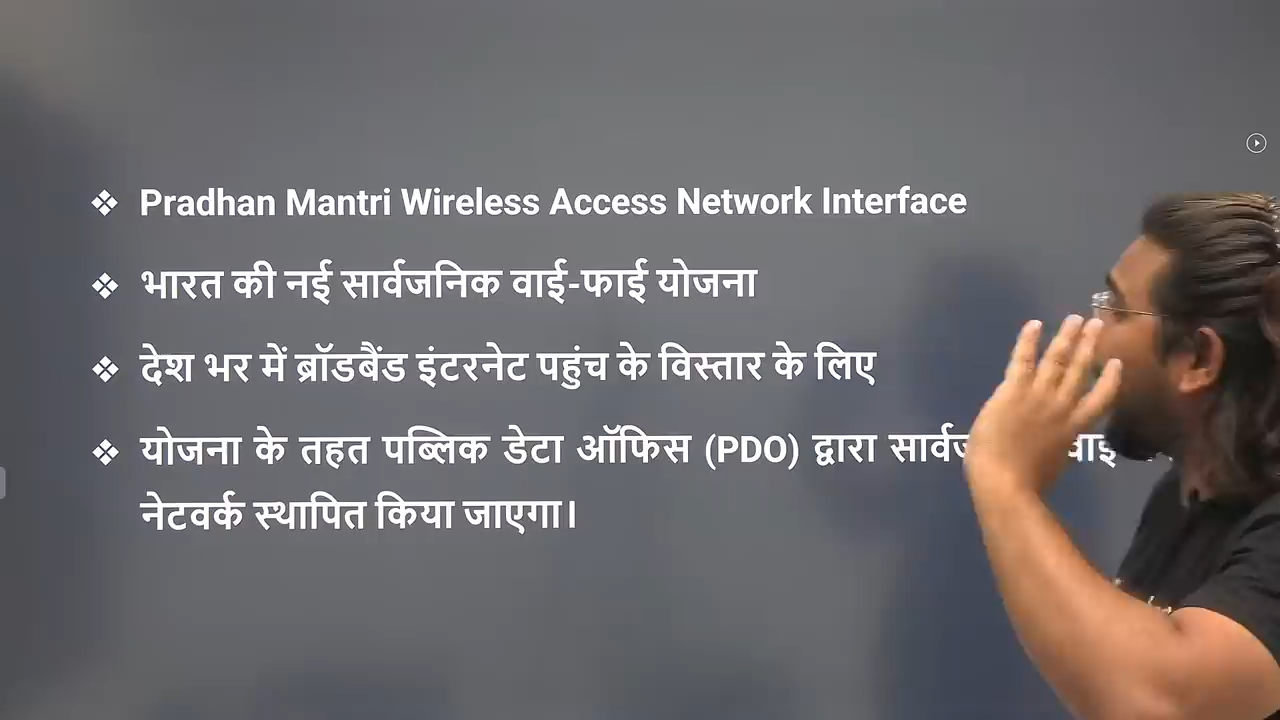 Pradhan Mantri Wireless Access Network Interface
भारत की नई सार्वजनिक वाई-फाई योजना
देश भर में ब्रॉडबैंड इंटरनेट पहुंच के विस्तार के लिए
योजना के तहत पब्लिक डेटा ऑफिस (PDO) द्वारा
नेटवर्क स्थापित किया जाएगा।